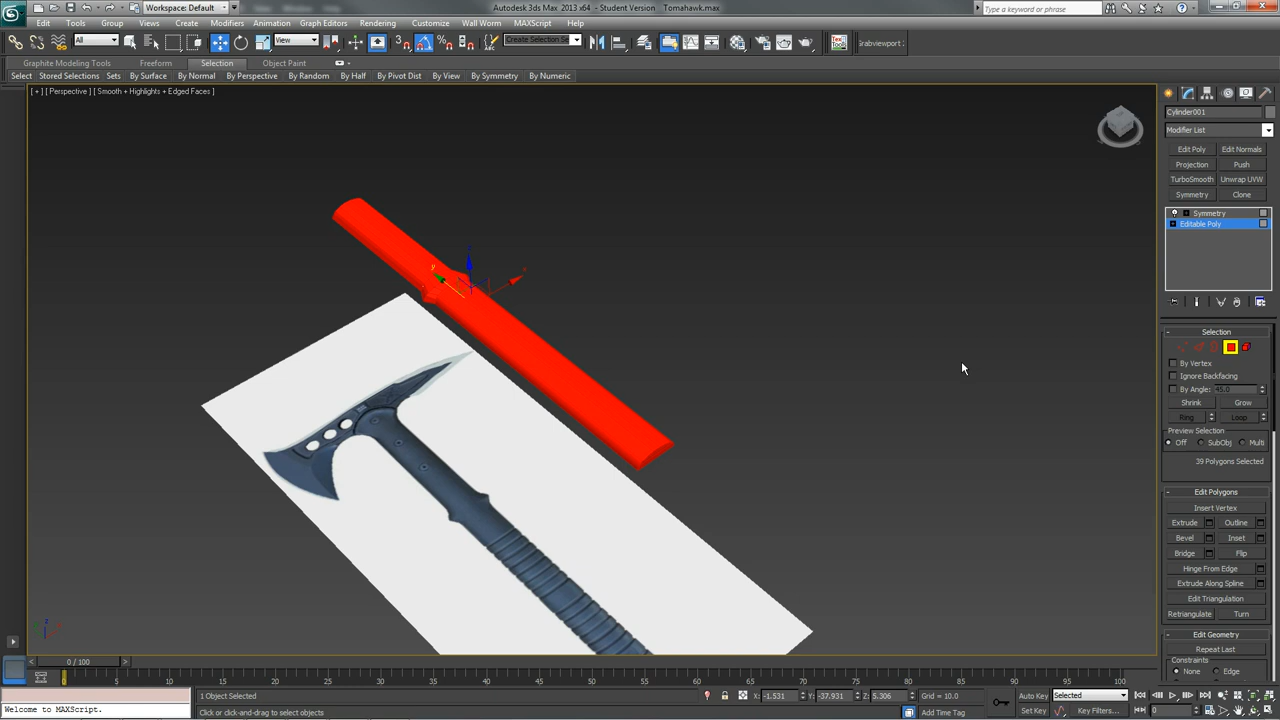 Workspace: Default
Autodesk 3ds Max 2013 x64 - Student Version Tomahawk.max
Type a keyword or phrase
Edit Tools Group Views Create Modifiers Animation Graph Editors Rendering Customize Wall Worm MAXScript Help
All View Create Selection Se Grabviewport
Graphite Modeling Tools Freeform Selection Object Paint
Select Stored Selections Sets By Surface By Normal By Perspective By Random By Half By Pivot Dist By View By Symmetry By Numeric
[ + ] [ Perspective ] [ Smooth + Highlights + Edged Faces ]
Cylinder001
Modifier List
Edit Poly Edit Normals
Projection Push
TurboSmooth Unwrap UVW
Symmetry Clone
Symmetry
Editable Poly
Selection
By Vertex
Ignore Backfacing
By Angle: 45.0
Shrink Grow
Ring Loop
Preview Selection
Off SubObj Multi
39 Polygons Selected
Edit Polygons
Insert Vertex
Extrude Outline
Bevel Inset
Bridge Flip
Hinge From Edge
Extrude Along Spline
Edit Triangulation
Retriangulate Turn
Edit Geometry
Repeat Last
Constraints
None Edge
x
y
0 / 100
0 5 10 15 20 25 30 35 40 45 50 55 60 65 70 75 80 85 90 95 100
1 Object Selected X: -1.531 Y: -37.931 Z: 5.306 Grid = 10.0 Auto Key Selected
Welcome to MAXScript. Click or click-and-drag to select objects Add Time Tag Set Key Key Filters... 0